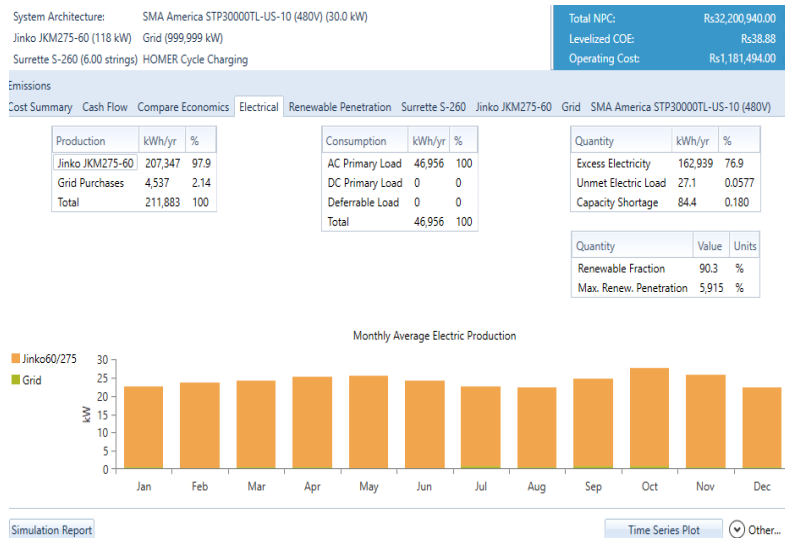 System Architecture: SMA America STP30000TL-US-10 (480V) (30.0 kW)
Jinko JKM275-60 (118 kW) Grid (999,999 kW)
Surrette S-260 (6.00 strings) HOMER Cycle Charging
Total NPC: Rs32,200,940.00
Levelized COE: Rs38.88
Operating Cost: Rs1,181,494.00
Emissions
Cost Summary Cash Flow Compare Economics Electrical Renewable Penetration Surrette S-260 Jinko JKM275-60 Grid SMA America STP30000TL-US-10 (480V)
Production kWh/yr %
Jinko JKM275-60 207,347 97.9
Grid Purchases 4,537 2.14
Total 211,883 100
Consumption kWh/yr %
AC Primary Load 46,956 100
DC Primary Load 0 0
Deferrable Load 0 0
Total 46,956 100
Quantity kWh/yr %
Excess Electricity 162,939 76.9
Unmet Electric Load 27.1 0.0577
Capacity Shortage 84.4 0.180
Quantity Value Units
Renewable Fraction 90.3 %
Max. Renew. Penetration 5,915 %
Monthly Average Electric Production
Jinko60/275
Grid
kW
30
25
20
15
10
5
0
Jan Feb Mar Apr May Jun Jul Aug Sep Oct Nov Dec
Simulation Report
Time Series Plot
Other...